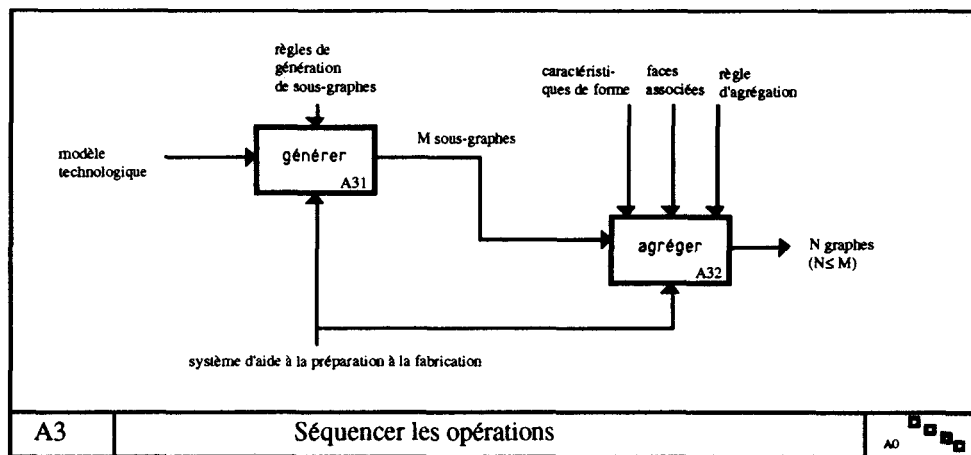 règles de
génération
de sous-graphes
caractéristi-
ques de forme
faces
associées
règle
d'agrégation
modèle
technologique
générer
A31
M sous-graphes
agréger
A32
N graphes
(N≤ M)
système d'aide à la préparation à la fabrication
A3
Séquencer les opérations
A0